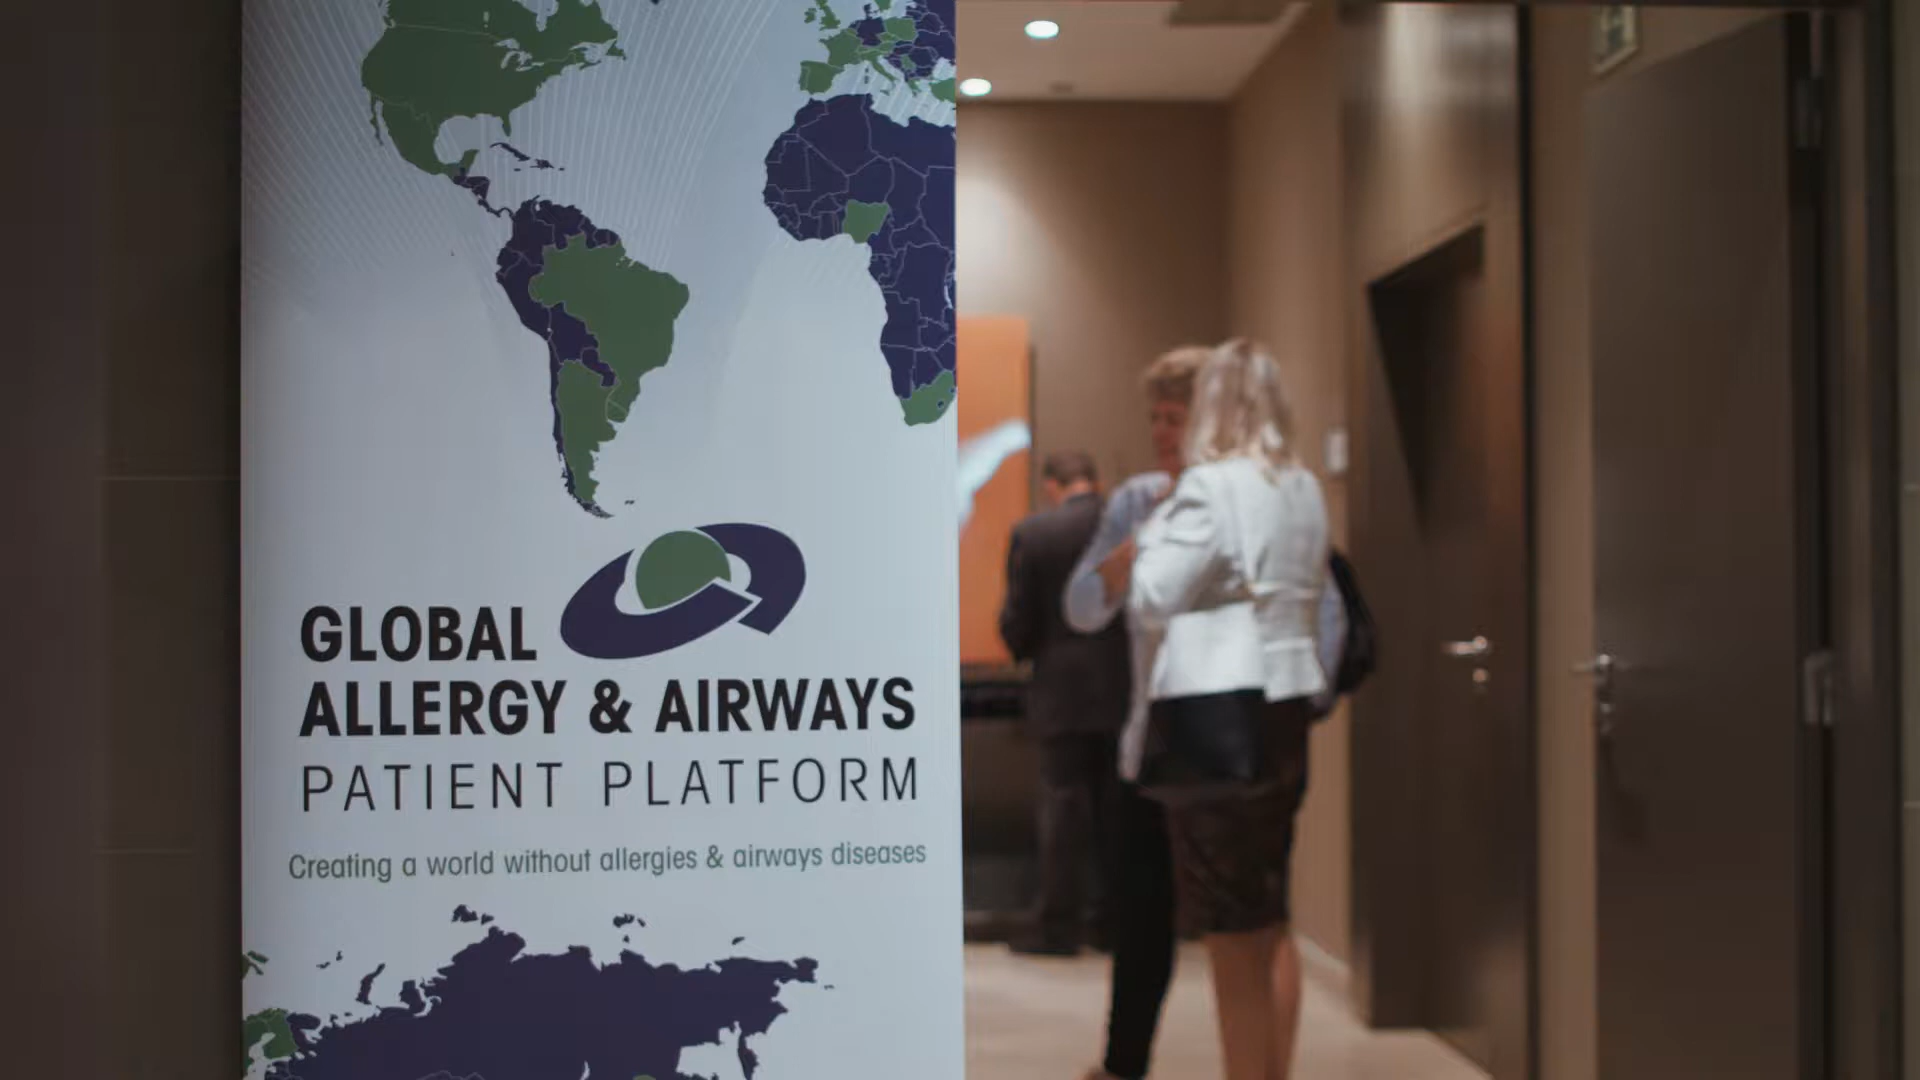 GLOBAL
ALLERGY & AIRWAYS
PATIENT PLATFORM
Creating a world without allergies & airways diseases